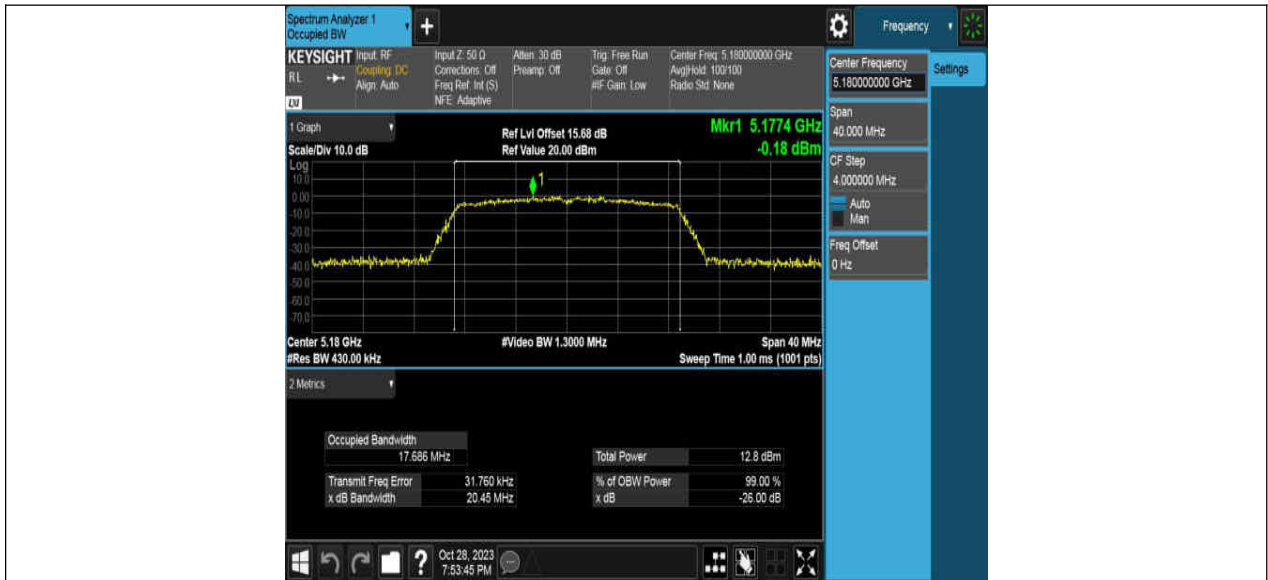 Spectrum Analyzer 1
Occupied BW
+
Frequency
KEYSIGHT
RL
LXI
Input: RF
Coupling: DC
Align: Auto
Input Z: 50 Ω
Corrections: Off
Freq Ref: Int (S)
NFE: Adaptive
Atten: 30 dB
Preamp: Off
Trig: Free Run
Gate: Off
#IF Gain: Low
Center Freq: 5.180000000 GHz
Avg|Hold: 100/100
Radio Std: None
Center Frequency
5.180000000 GHz
Settings
Span
40.000 MHz
CF Step
4.000000 MHz
Auto
Man
Freq Offset
0 Hz
1 Graph
Scale/Div 10.0 dB
Ref Lvl Offset 15.68 dB
Ref Value 20.00 dBm
Mkr1 5.1774 GHz
-0.18 dBm
Log
10.0
0.00
-10.0
-20.0
-30.0
-40.0
-50.0
-60.0
-70.0
1
Center 5.18 GHz
#Video BW 1.3000 MHz
Span 40 MHz
#Res BW 430.00 kHz
Sweep Time 1.00 ms (1001 pts)
2 Metrics
Occupied Bandwidth
17.686 MHz
Total Power 12.8 dBm
Transmit Freq Error 31.760 kHz
% of OBW Power 99.00 %
x dB Bandwidth 20.45 MHz
x dB -26.00 dB
?
Oct 28, 2023
7:53:45 PM